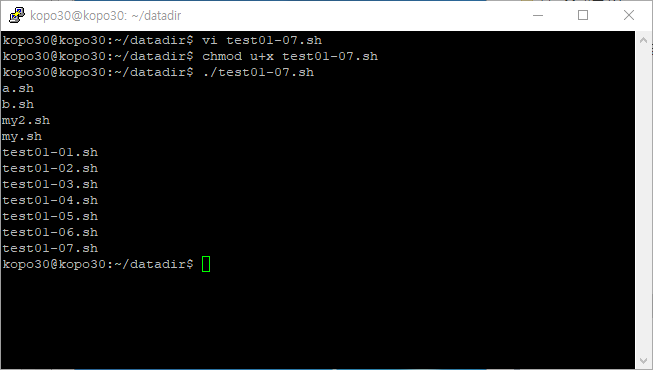 kopo30@kopo30: ~/datadir
kopo30@kopo30:~/datadir$ vi test01-07.sh
kopo30@kopo30:~/datadir$ chmod u+x test01-07.sh
kopo30@kopo30:~/datadir$ ./test01-07.sh
a.sh
b.sh
my2.sh
my.sh
test01-01.sh
test01-02.sh
test01-03.sh
test01-04.sh
test01-05.sh
test01-06.sh
test01-07.sh
kopo30@kopo30:~/datadir$